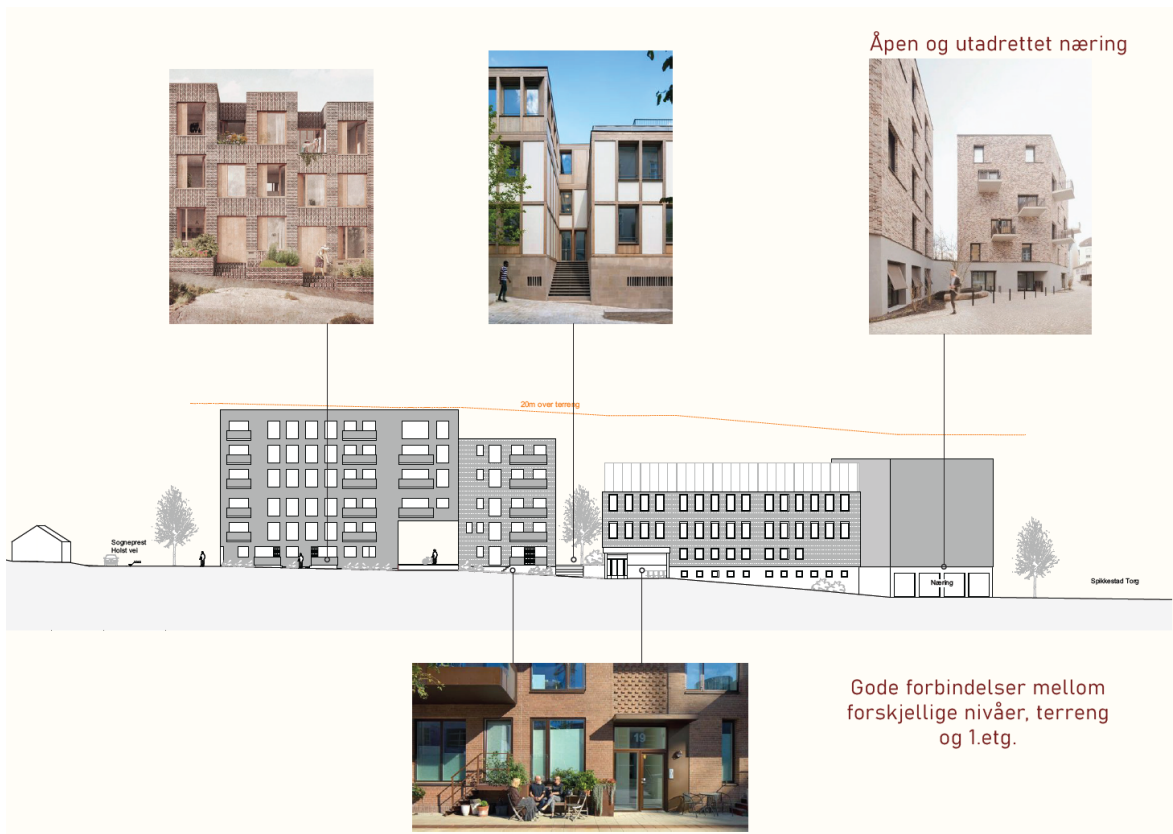 Åpen og utadrettet næring
20m over terreng
Sogneprest
Holst vei
Næring
Spikkestad Torg
19
Gode forbindelser mellom
forskjellige nivåer, terreng
og 1.etg.